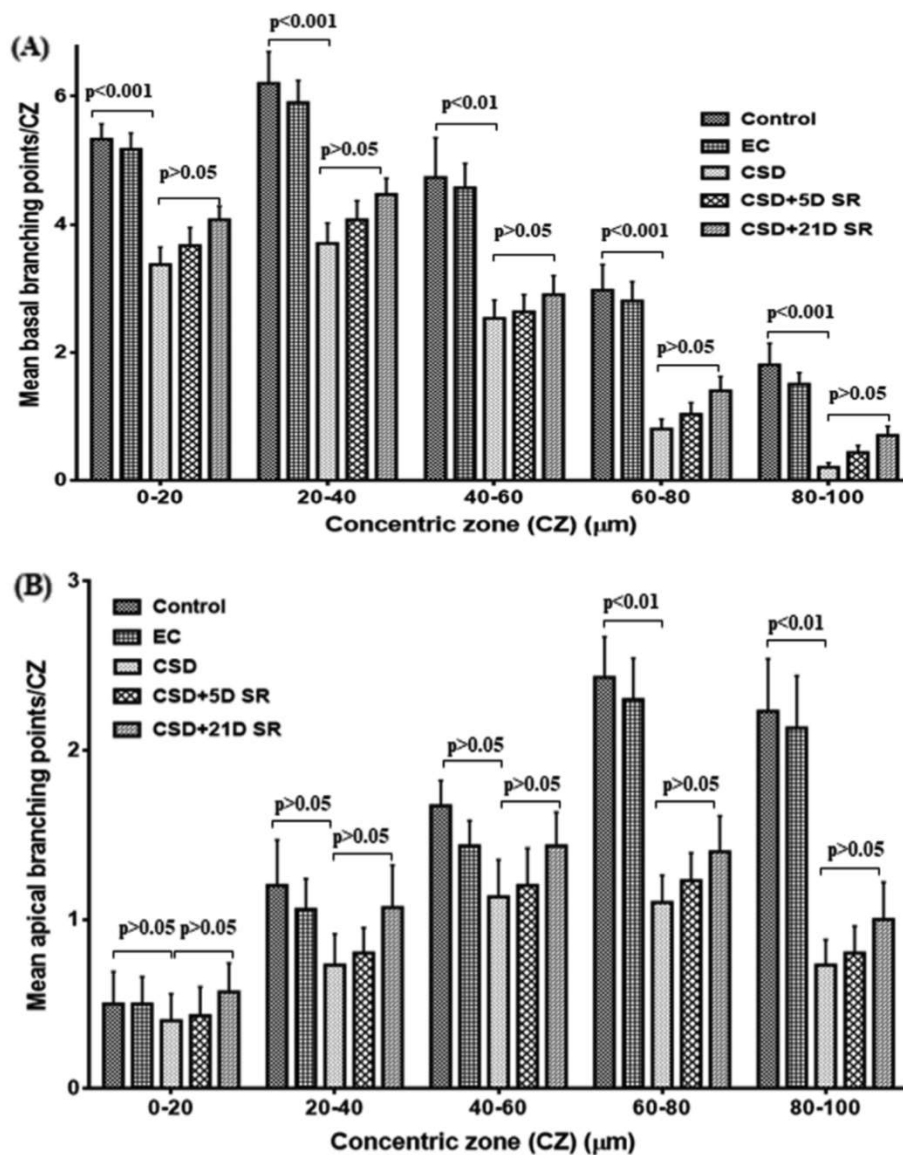 (A)
Mean basal branching points/CZ
6
4
2
0
p<0.001
p>0.05
p<0.001
p>0.05
p<0.01
p>0.05
p<0.001
p>0.05
p<0.001
p>0.05
Control
EC
CSD
CSD+5D SR
CSD+21D SR
0-20 20-40 40-60 60-80 80-100
Concentric zone (CZ) (μm)
(B)
Mean apical branching points/CZ
3
2
1
0
Control
EC
CSD
CSD+5D SR
CSD+21D SR
p>0.05 p>0.05
p>0.05
p>0.05
p>0.05
p>0.05
p<0.01
p>0.05
p<0.01
p>0.05
0-20 20-40 40-60 60-80 80-100
Concentric zone (CZ) (μm)